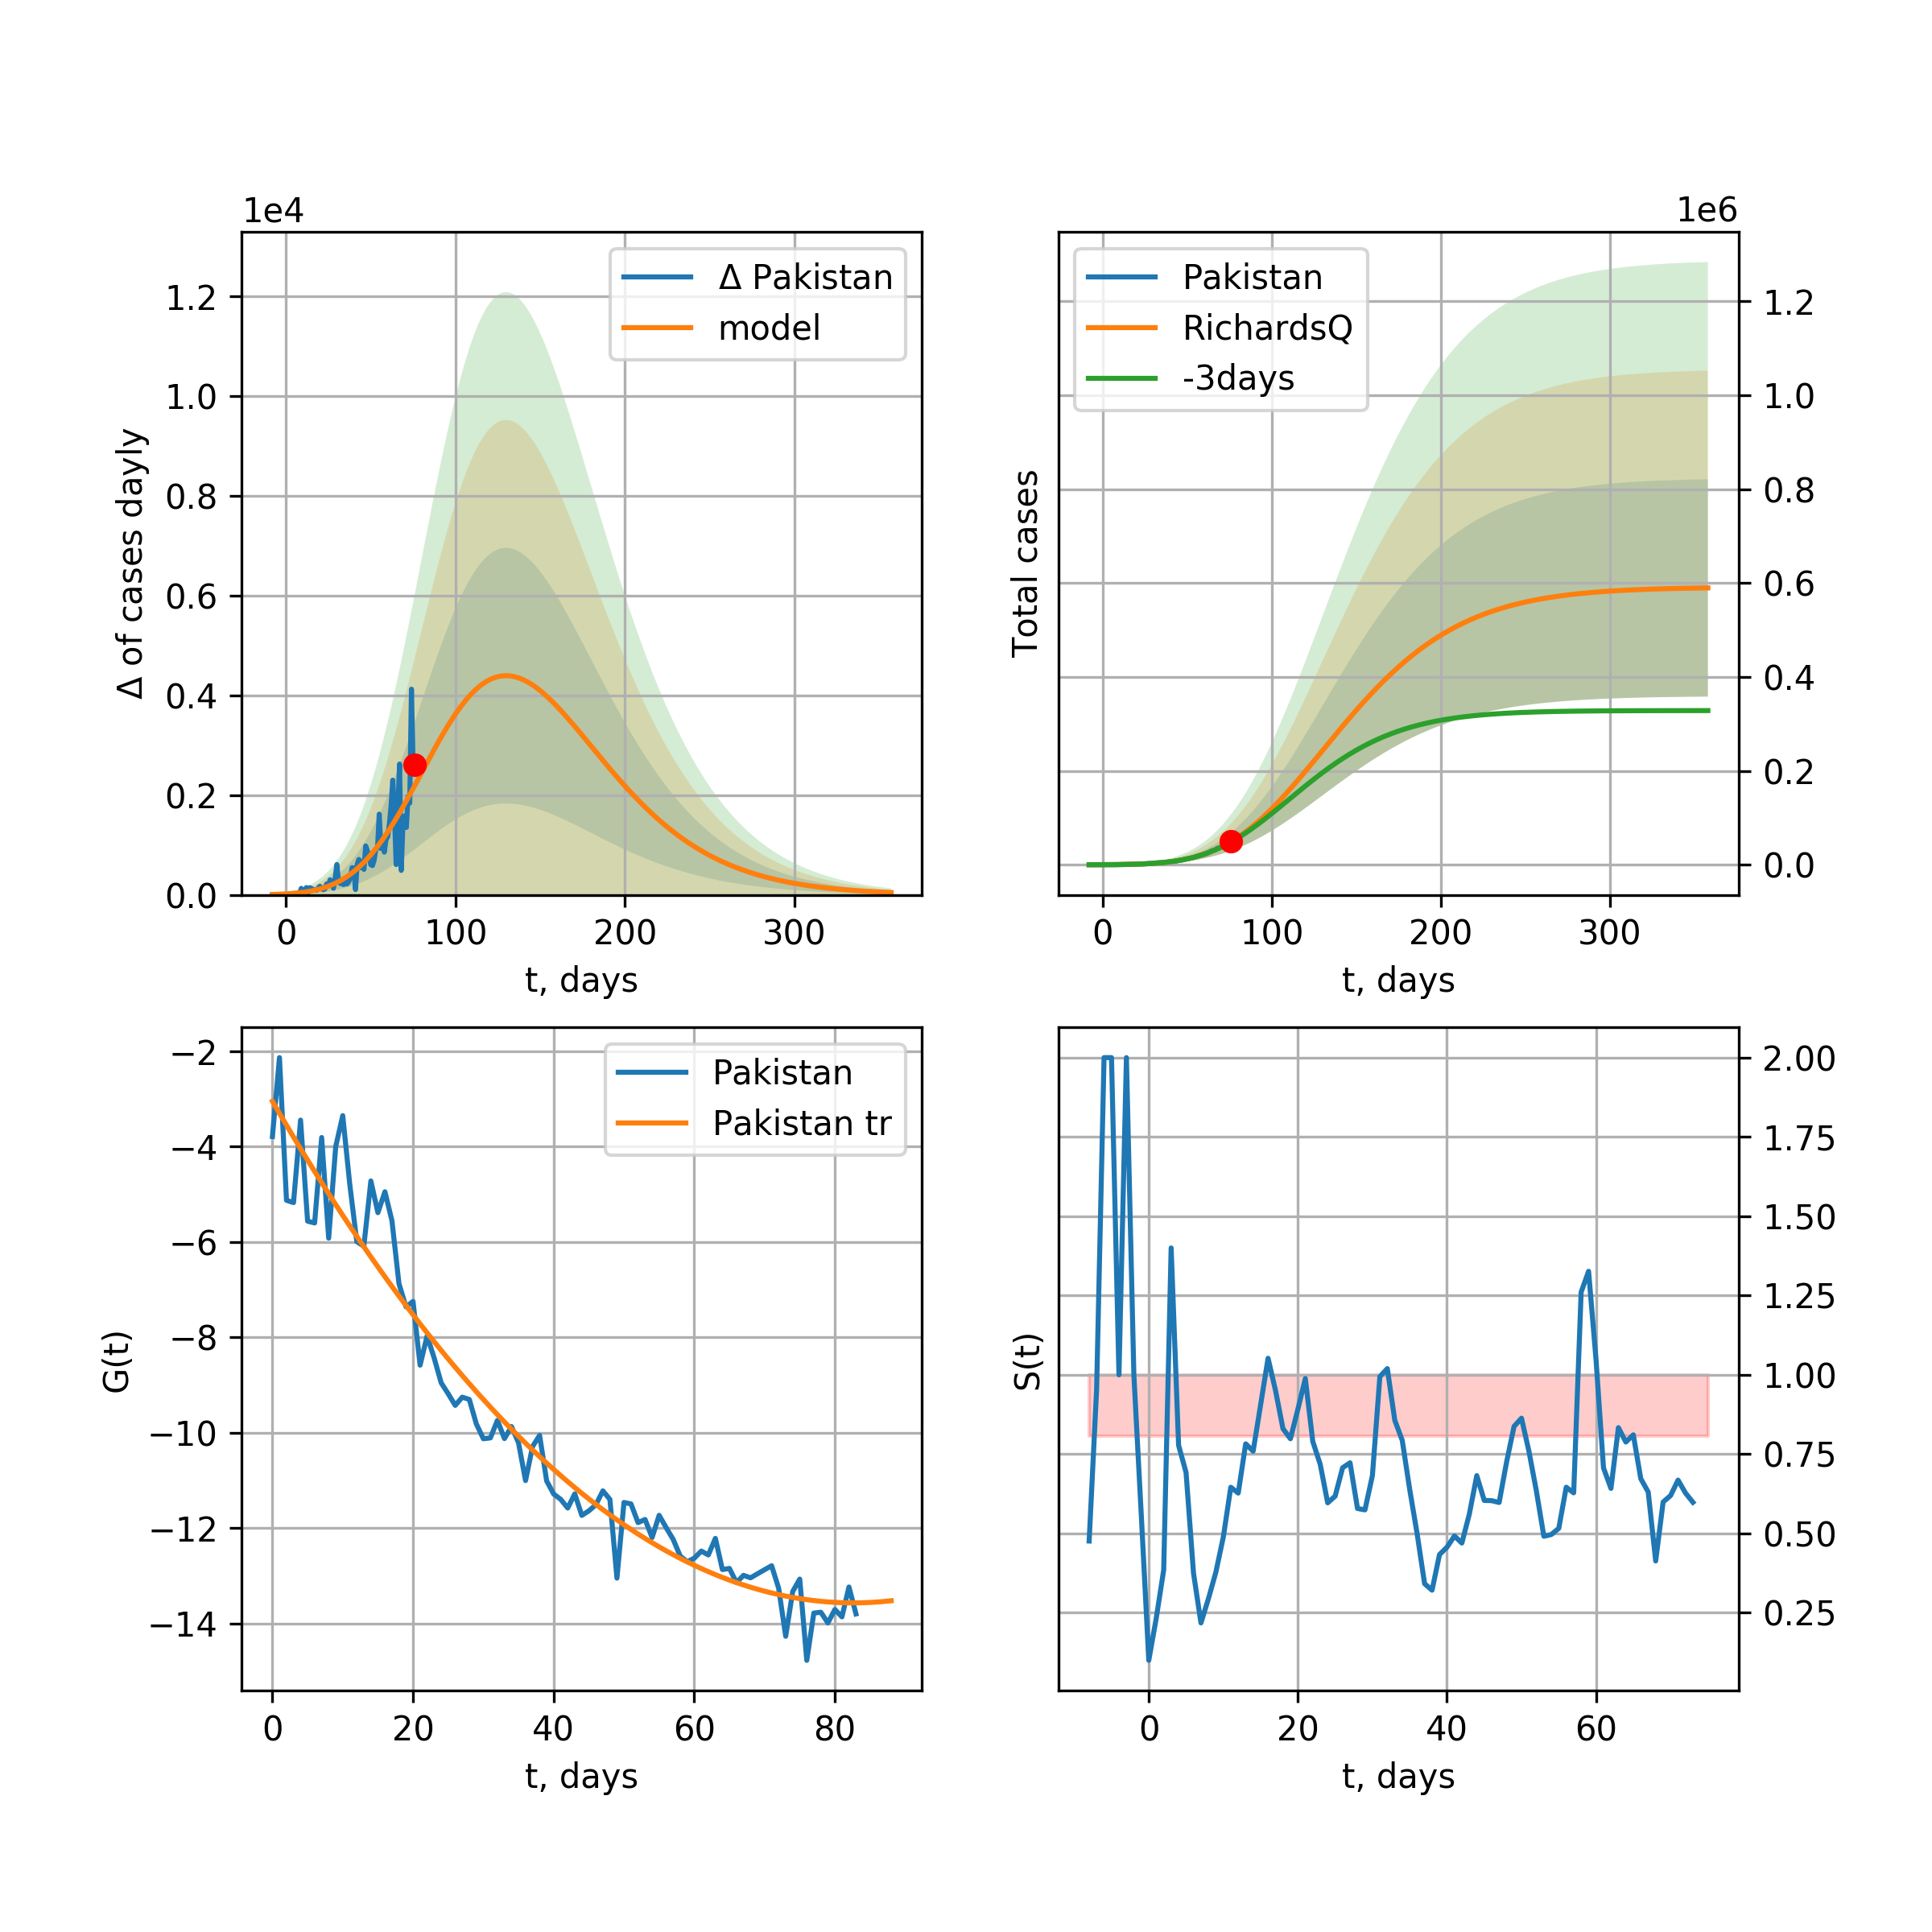 1e4
Δ of cases dayly
1.2
1.0
0.8
0.6
0.4
0.2
0.0
0 100 200 300
t, days
Δ Pakistan
model
1e6
Total cases
1.2
1.0
0.8
0.6
0.4
0.2
0.0
0 100 200 300
t, days
Pakistan
RichardsQ
-3days
G(t)
−2
−4
−6
−8
−10
−12
−14
0 20 40 60 80
t, days
Pakistan
Pakistan tr
S(t)
2.00
1.75
1.50
1.25
1.00
0.75
0.50
0.25
0 20 40 60
t, days